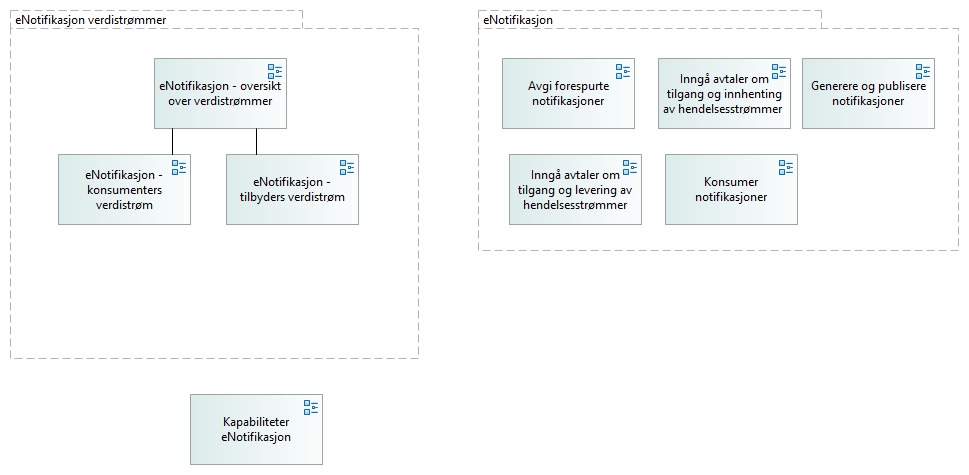 eNotifikasjon verdistrømmer
eNotifikasjon - oversikt
over verdistrømmer
eNotifikasjon -
konsumenters
verdistrøm
eNotifikasjon -
tilbyders verdistrøm
eNotifikasjon
Avgi forespurte
notifikasjoner
Inngå avtaler om
tilgang og innhenting
av hendelsesstrømmer
Generere og publisere
notifikasjoner
Inngå avtaler om
tilgang og levering av
hendelsesstrømmer
Konsumer
notifikasjoner
Kapabiliteter
eNotifikasjon